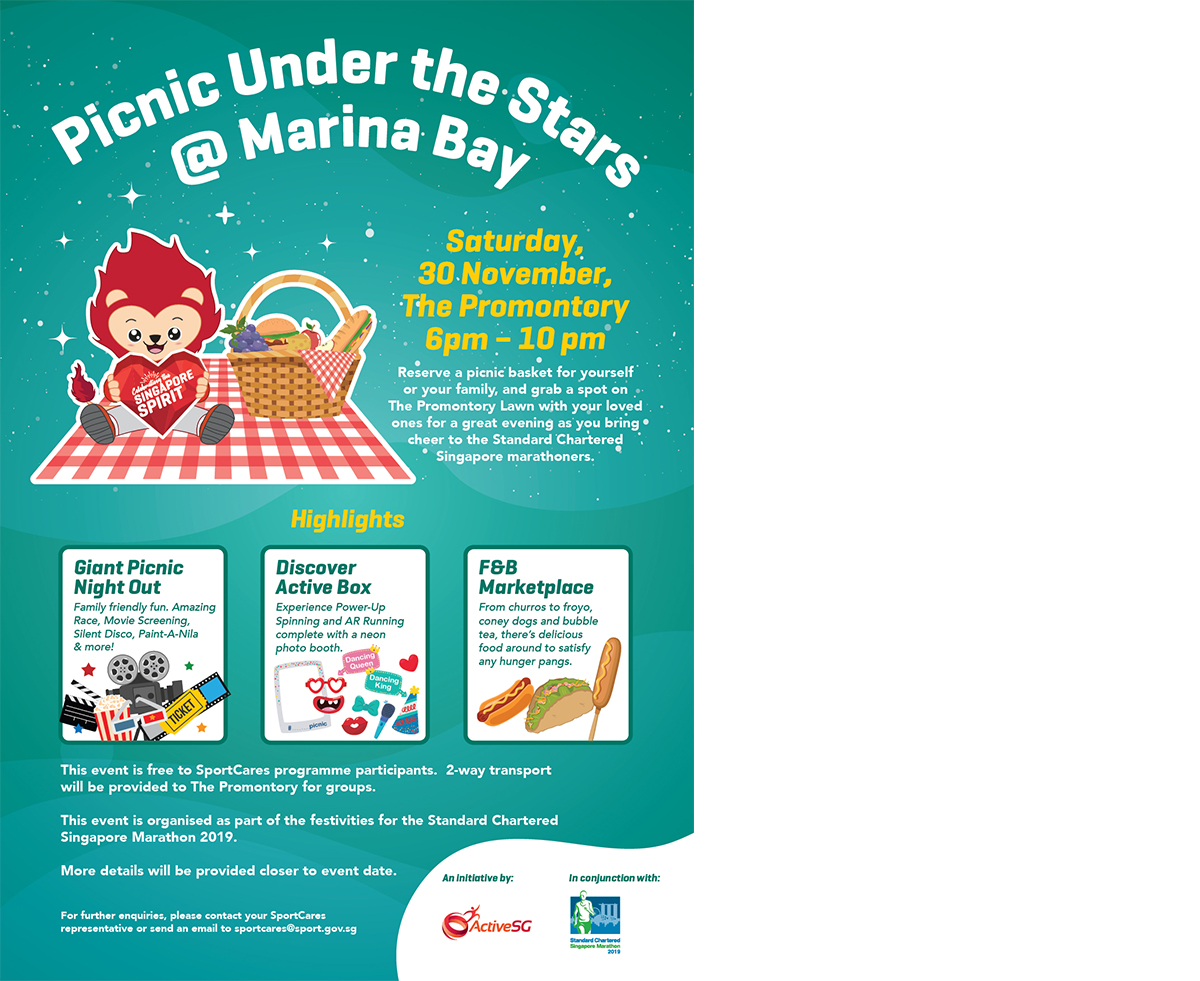 Picnic Under the Stars
@ Marina Bay
Saturday,
30 November,
The Promontory
6pm – 10 pm
Reserve a picnic basket for yourself
or your family, and grab a spot on
The Promontory Lawn with your loved
ones for a great evening as you bring
cheer to the Standard Chartered
Singapore marathoners.
Celebrating the
SINGAPORE
SPIRIT
Highlights
Giant Picnic
Night Out
Family friendly fun. Amazing
Race, Movie Screening,
Silent Disco, Paint-A-Nila
& more!
TICKET
Discover
Active Box
Experience Power-Up
Spinning and AR Running
complete with a neon
photo booth.
Dancing
Queen
Dancing
King
# picnic
F&B
Marketplace
From churros to froyo,
coney dogs and bubble
tea, there's delicious
food around to satisfy
any hunger pangs.
This event is free to SportCares programme participants.  2-way transport
will be provided to The Promontory for groups.
This event is organised as part of the festivities for the Standard Chartered
Singapore Marathon 2019.
More details will be provided closer to event date.
For further enquiries, please contact your SportCares
representative or send an email to sportcares@sport.gov.sg
An initiative by:
ActiveSG
In conjunction with:
Standard Chartered
Singapore Marathon
2019